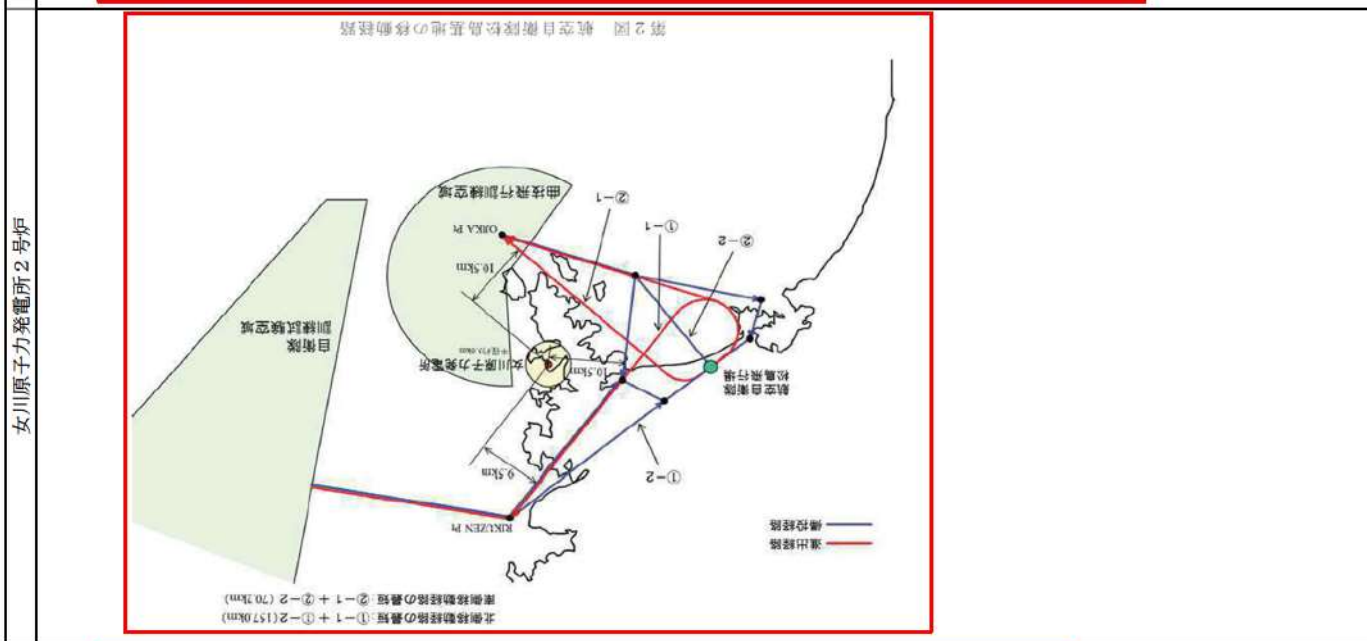 女川原子力発電所２号炉
北側移動経路の最短：①－１＋①－２(157.0km)
南側移動経路の最短：②－１＋②－２(70.7km)
進出経路
帰投経路
RIKUZEN Pt
①－２
9.5km
航空自衛隊
松島飛行場
10.5km
女川原子力発電所
自衛隊
訓練試験空域
②－２
①－１
②－１
10.5km
OJIKA Pt
曲技飛行訓練空域
第２図　航空自衛隊松島基地の移動経路